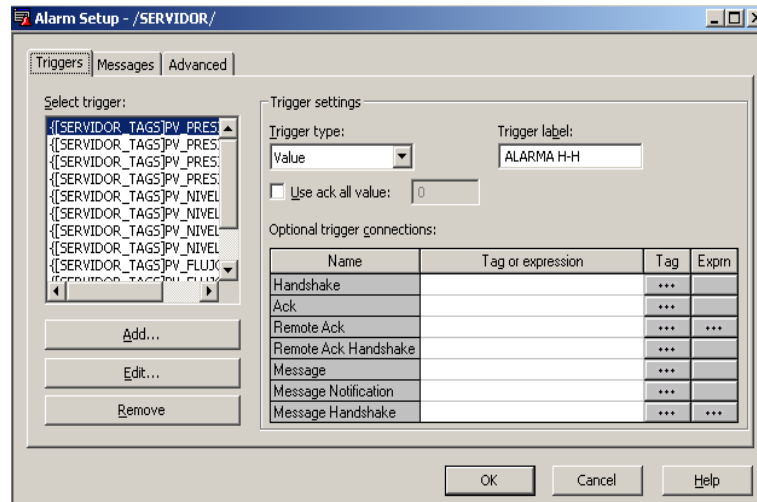 Alarm Setup - /SERVIDOR/
Triggers Messages Advanced
Select trigger:
{[SERVIDOR_TAGS]PV_PRES
{[SERVIDOR_TAGS]PV_PRES
{[SERVIDOR_TAGS]PV_PRES
{[SERVIDOR_TAGS]PV_PRES
{[SERVIDOR_TAGS]PV_NIVEL
{[SERVIDOR_TAGS]PV_NIVEL
{[SERVIDOR_TAGS]PV_NIVEL
{[SERVIDOR_TAGS]PV_NIVEL
{[SERVIDOR_TAGS]PV_FLUJO
Add...
Edit...
Remove
Trigger settings
Trigger type:
Value
Trigger label:
ALARMA H-H
Use ack all value: 0
Optional trigger connections:
Name Tag or expression Tag Exprn
Handshake ...
Ack ...
Remote Ack ... ...
Remote Ack Handshake ...
Message ...
Message Notification ...
Message Handshake ... ...
OK Cancel Help